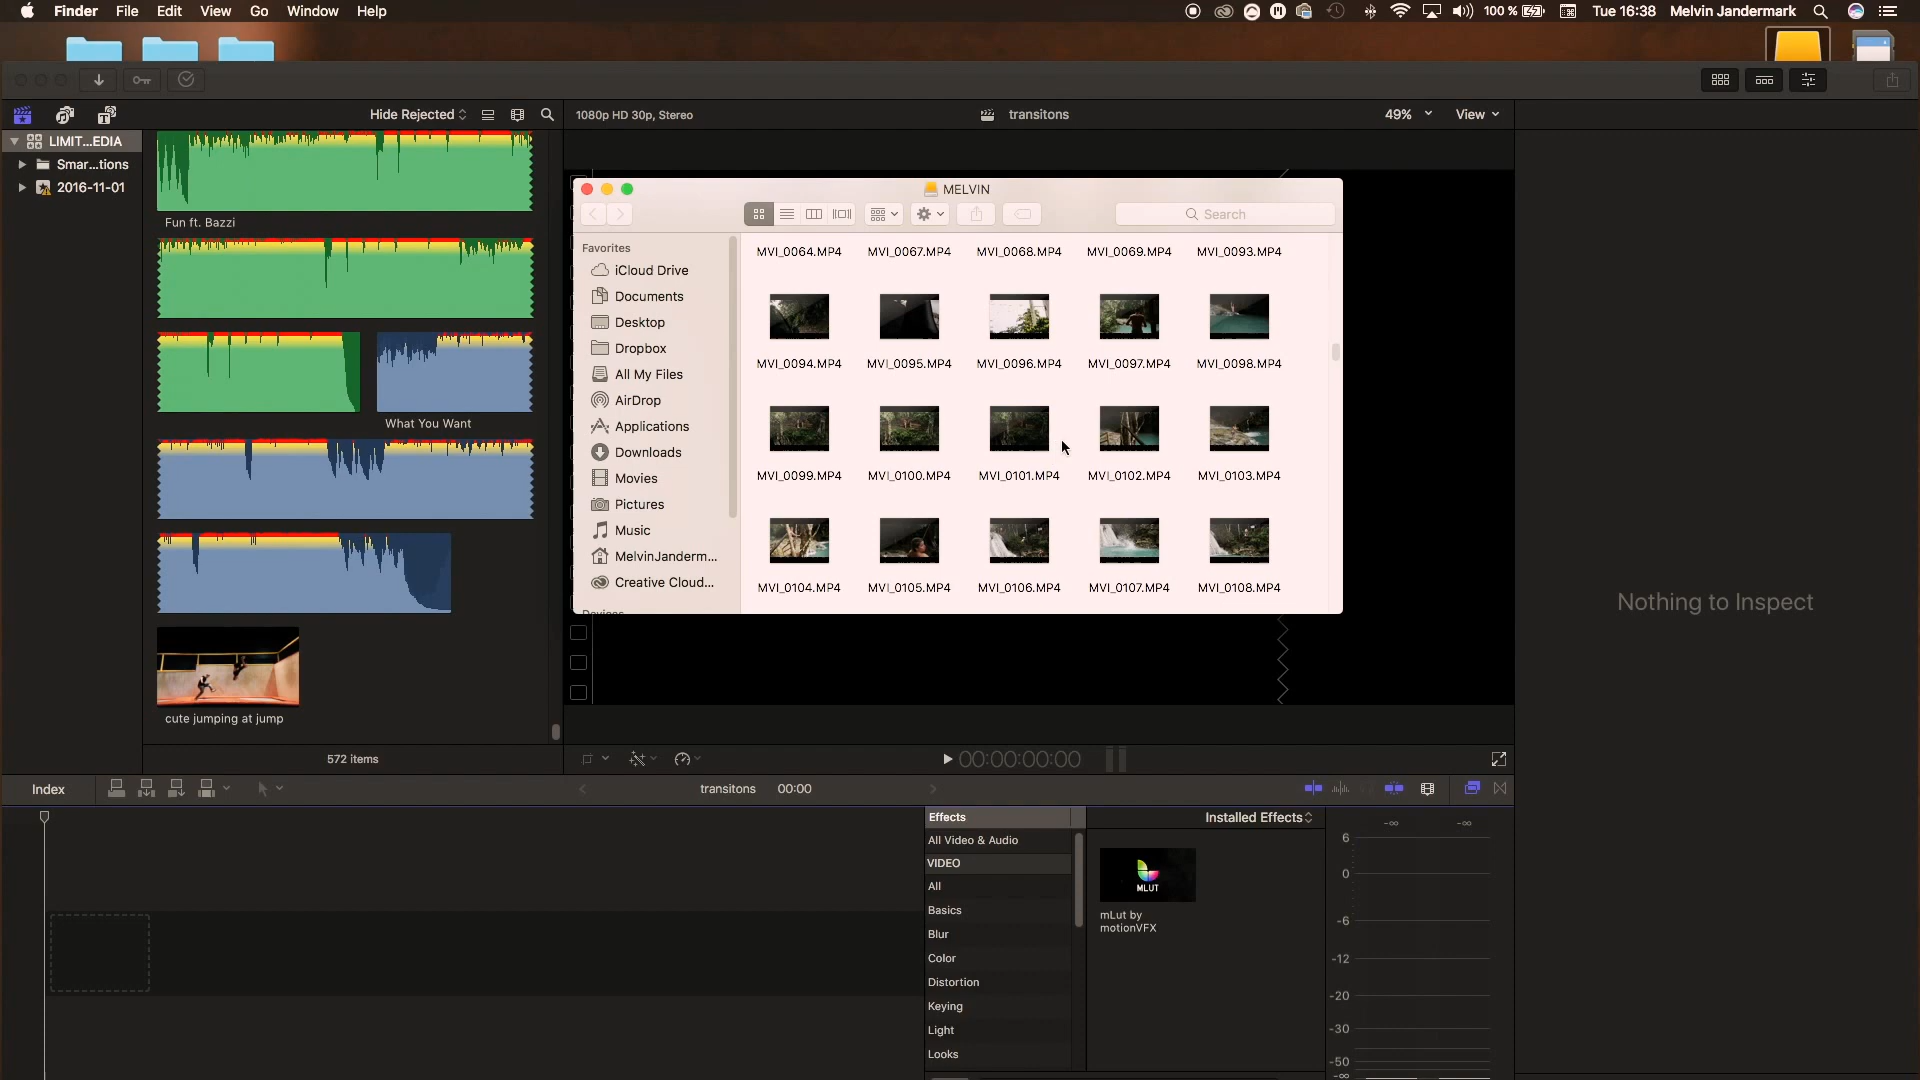 Finder File Edit View Go Window Help
100 % Tue 16:38 Melvin Jandermark
Hide Rejected
1080p HD 30p, Stereo
transitons
49%
View
LIMIT...EDIA
Smar...tions
2016-11-01
Fun ft. Bazzi
What You Want
cute jumping at jump
572 items
MELVIN
Search
Favorites
iCloud Drive
Documents
Desktop
Dropbox
All My Files
AirDrop
Applications
Downloads
Movies
Pictures
Music
MelvinJanderm...
Creative Cloud...
Devices
MVI_0064.MP4 MVI_0067.MP4 MVI_0068.MP4 MVI_0069.MP4 MVI_0093.MP4
MVI_0094.MP4 MVI_0095.MP4 MVI_0096.MP4 MVI_0097.MP4 MVI_0098.MP4
MVI_0099.MP4 MVI_0100.MP4 MVI_0101.MP4 MVI_0102.MP4 MVI_0103.MP4
MVI_0104.MP4 MVI_0105.MP4 MVI_0106.MP4 MVI_0107.MP4 MVI_0108.MP4
Nothing to Inspect
00:00:00:00
Index
transitons 00:00
Effects
Installed Effects
All Video & Audio
VIDEO
All
Basics
Blur
Color
Distortion
Keying
Light
Looks
MLUT
mLut by
motionVFX
-∞ -∞
6
0
-6
-12
-20
-30
-50
-∞